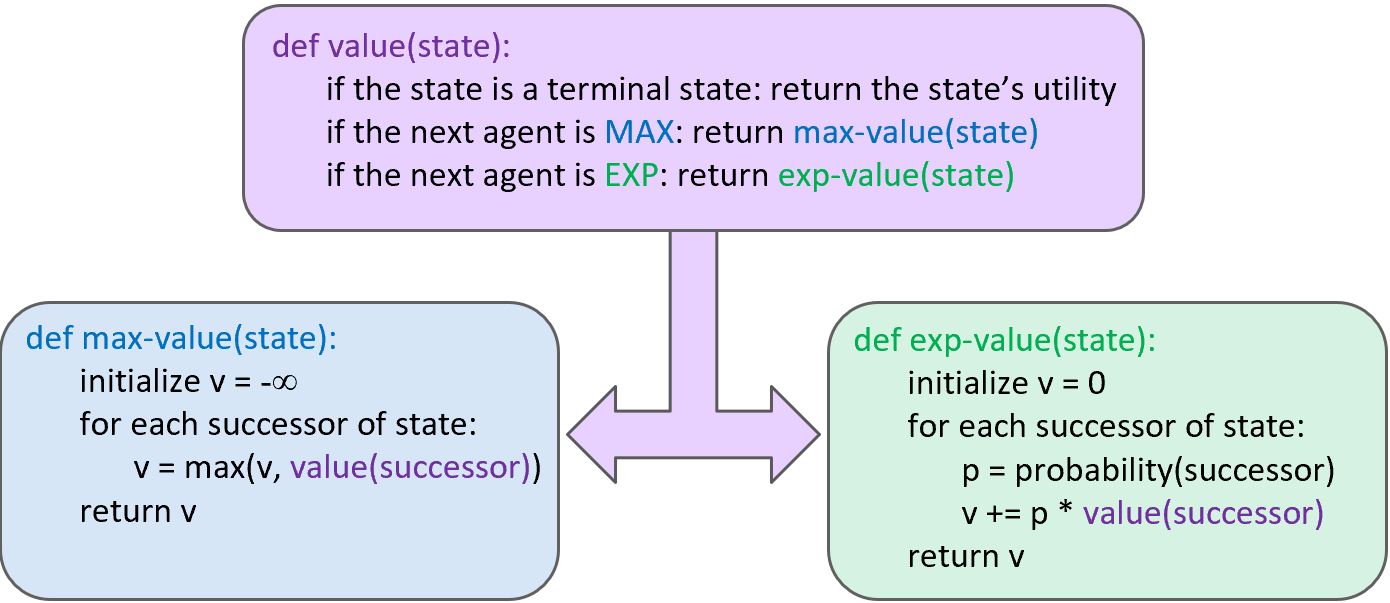 def value(state):
if the state is a terminal state: return the state’s utility
if the next agent is MAX: return max-value(state)
if the next agent is EXP: return exp-value(state)
def max-value(state):
initialize v = -∞
for each successor of state:
v = max(v, value(successor))
return v
def exp-value(state):
initialize v = 0
for each successor of state:
p = probability(successor)
v += p * value(successor)
return v